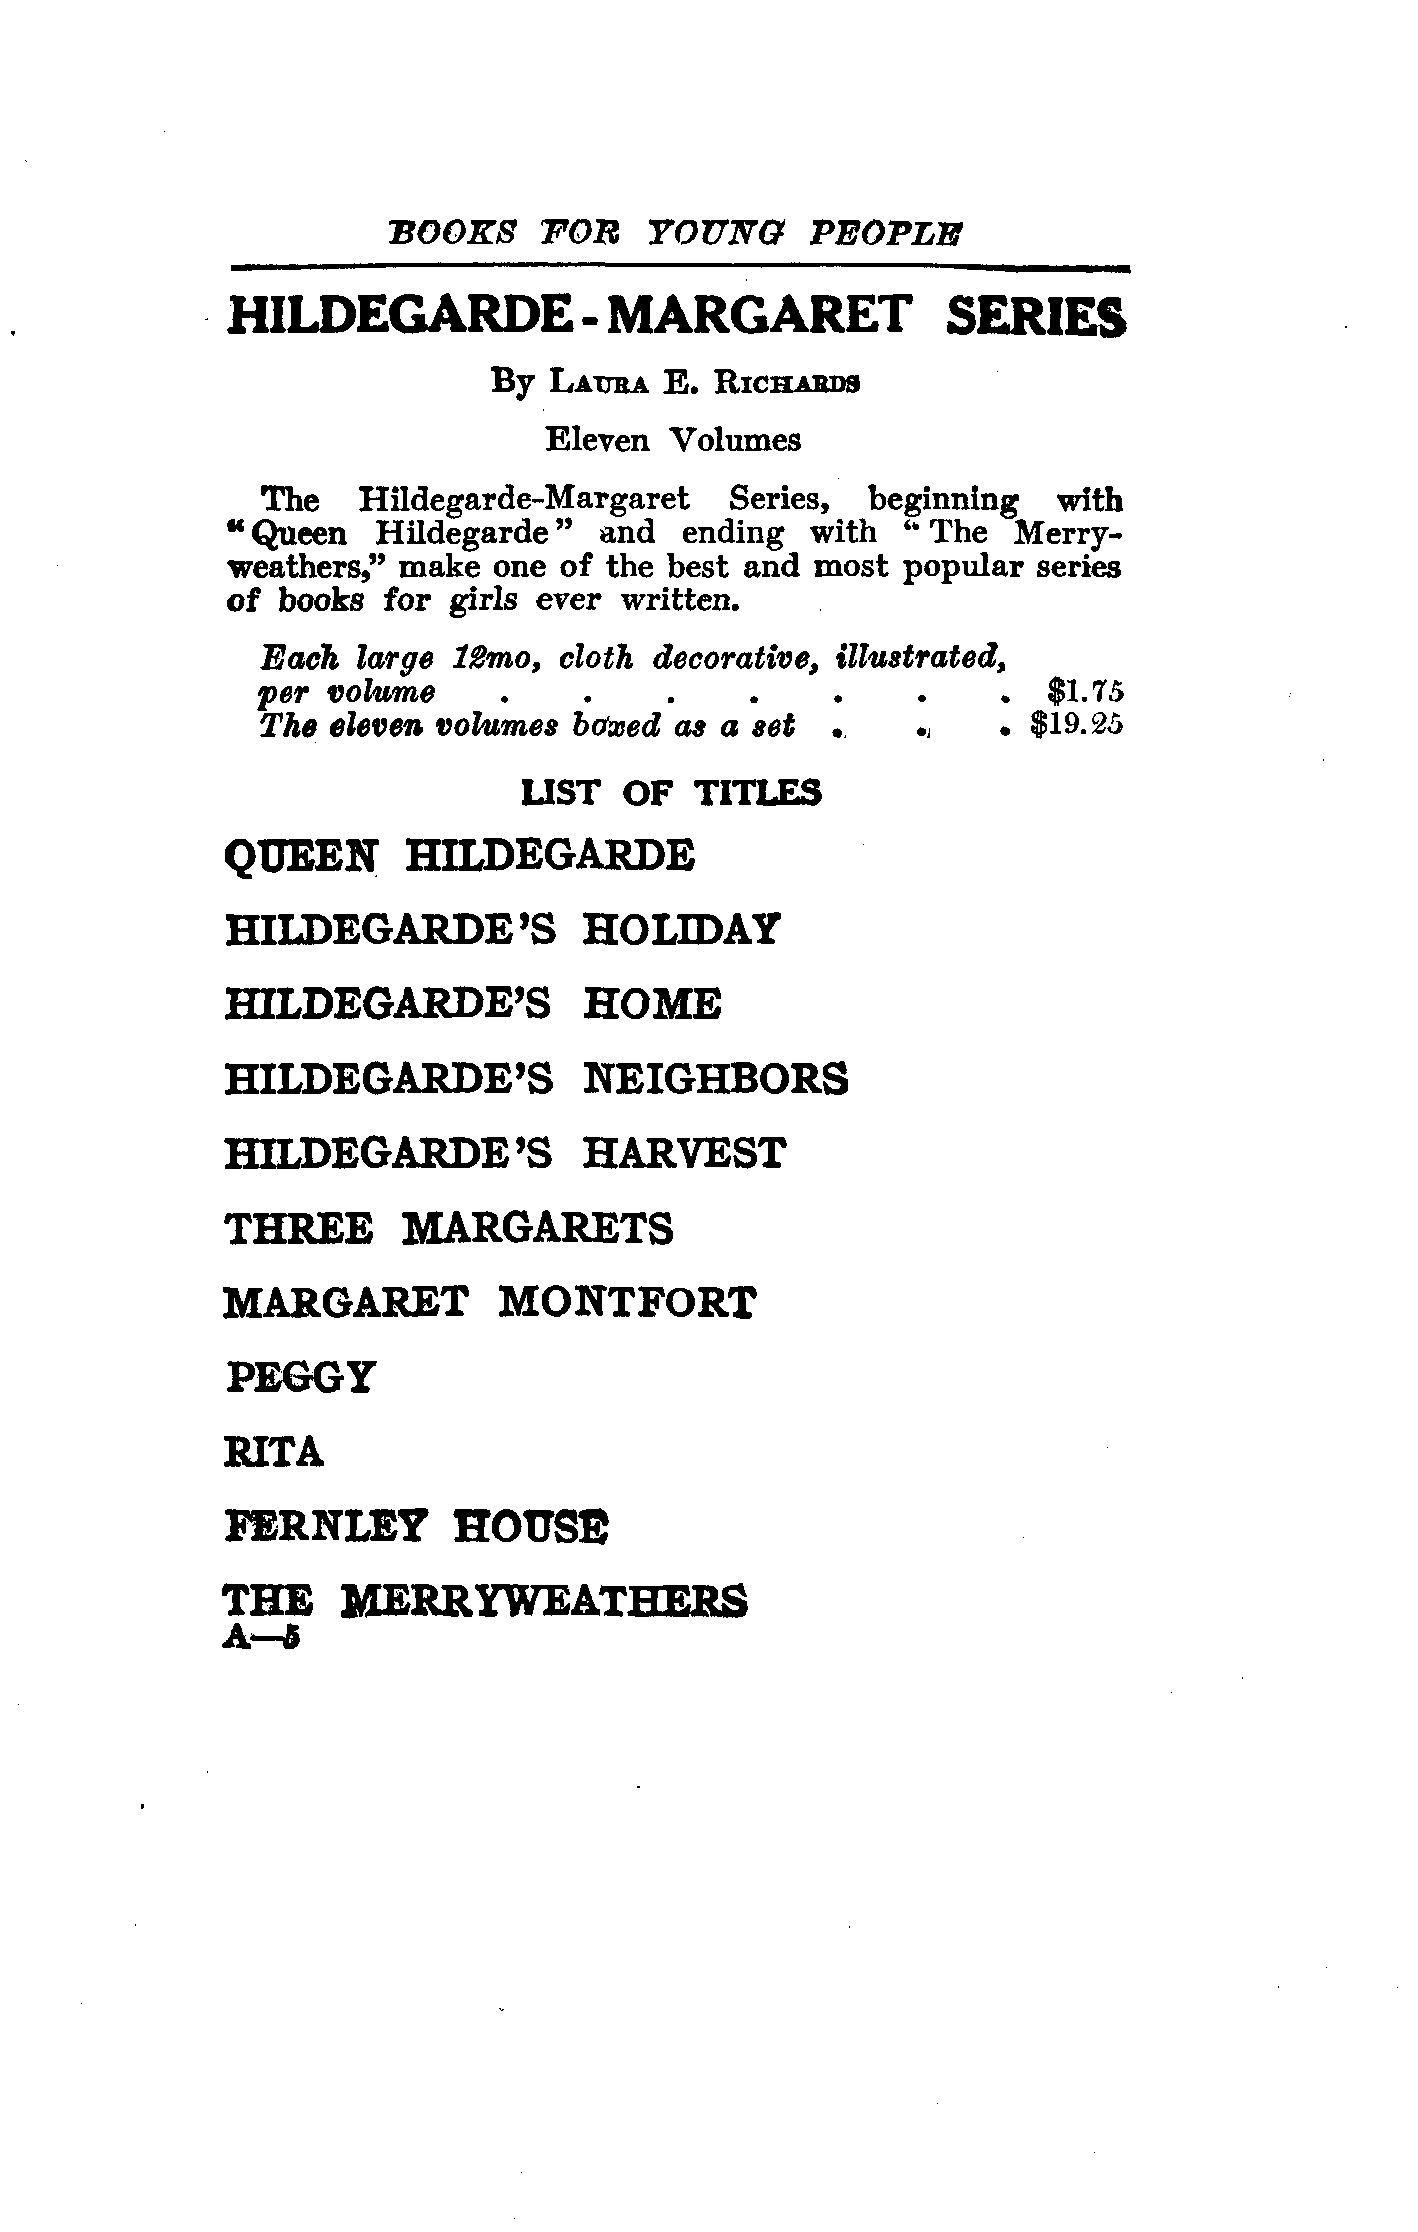 BOOKS FOR YOUNG PEOPLE
HILDEGARDE-MARGARET SERIES
By LAURA E. RICHARDS
Eleven Volumes
The Hildegarde-Margaret Series, beginning with
"Queen Hildegarde" and ending with "The Merry-
weathers," make one of the best and most popular series
of books for girls ever written.
Each large 12mo, cloth decorative, illustrated,
per volume . . . . . . . $1.75
The eleven volumes boxed as a set . . . $19.25
LIST OF TITLES
QUEEN HILDEGARDE
HILDEGARDE'S HOLIDAY
HILDEGARDE'S HOME
HILDEGARDE'S NEIGHBORS
HILDEGARDE'S HARVEST
THREE MARGARETS
MARGARET MONTFORT
PEGGY
RITA
FERNLEY HOUSE
THE MERRYWEATHERS
A—5